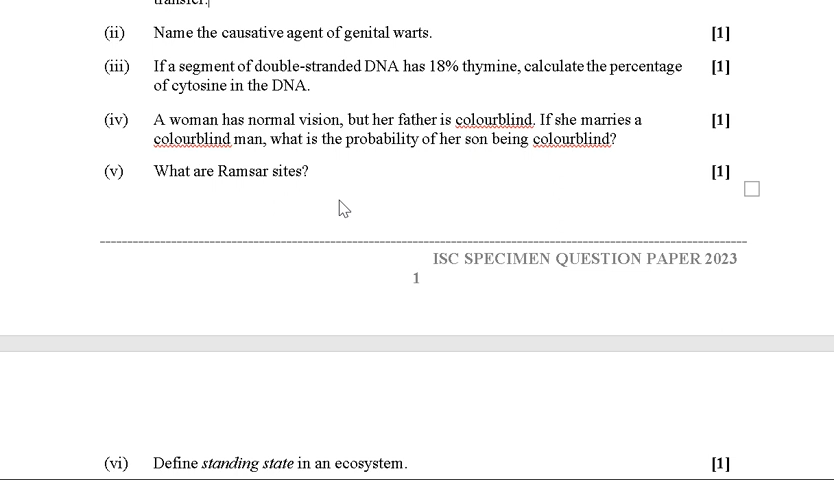 transfer.
(ii) Name the causative agent of genital warts. [1]
(iii) If a segment of double-stranded DNA has 18% thymine, calculate the percentage [1]
of cytosine in the DNA.
(iv) A woman has normal vision, but her father is colourblind. If she marries a [1]
colourblind man, what is the probability of her son being colourblind?
(v) What are Ramsar sites? [1]
ISC SPECIMEN QUESTION PAPER 2023
1
(vi) Define standing state in an ecosystem. [1]